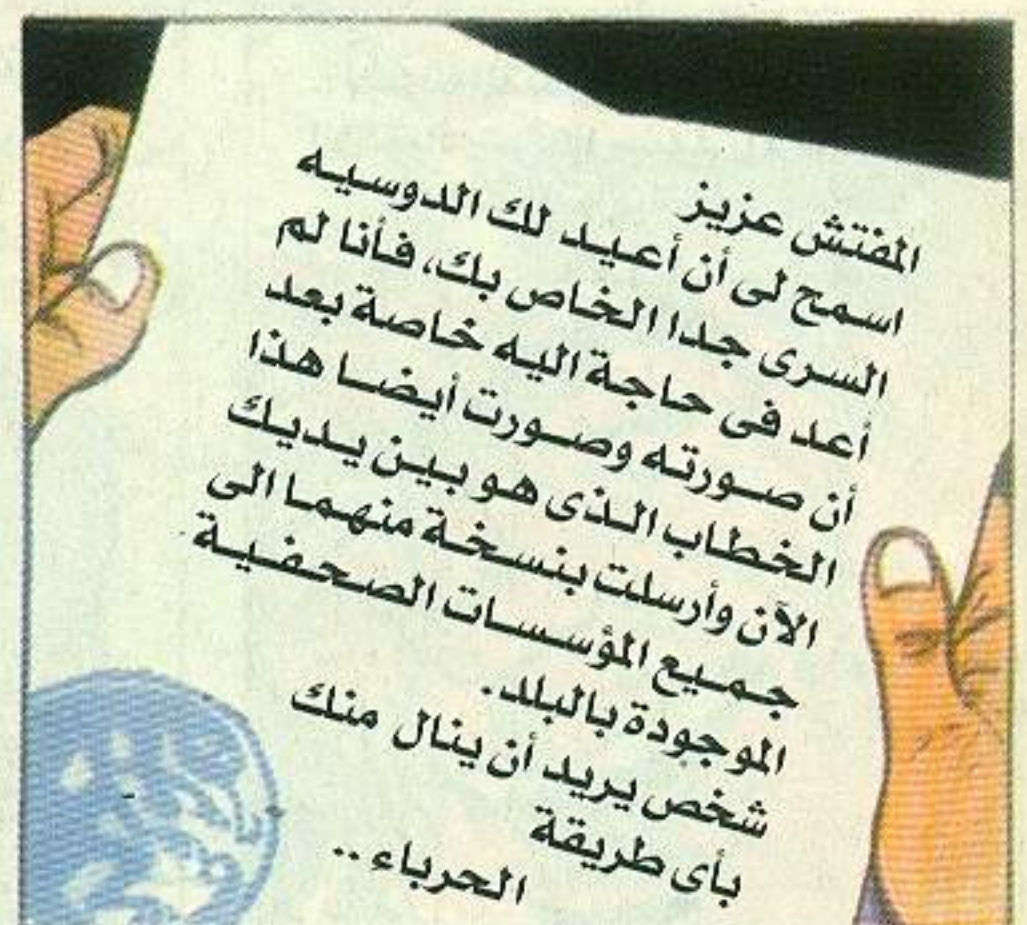 المفتش عزيز
اسمح لى أن أعيد لك الدوسيه
السرى جدا الخاص بك، فأنا لم
أعد فى حاجة اليه خاصة بعد
أن صورته وصورت أيضا هذا
الخطاب الذى هو بين يديك
الآن وأرسلت بنسخة منهما الى
جميع المؤسسات الصحفية
الموجودة بالبلد.
شخص يريد أن ينال منك
بأى طريقة
الحرباء ..